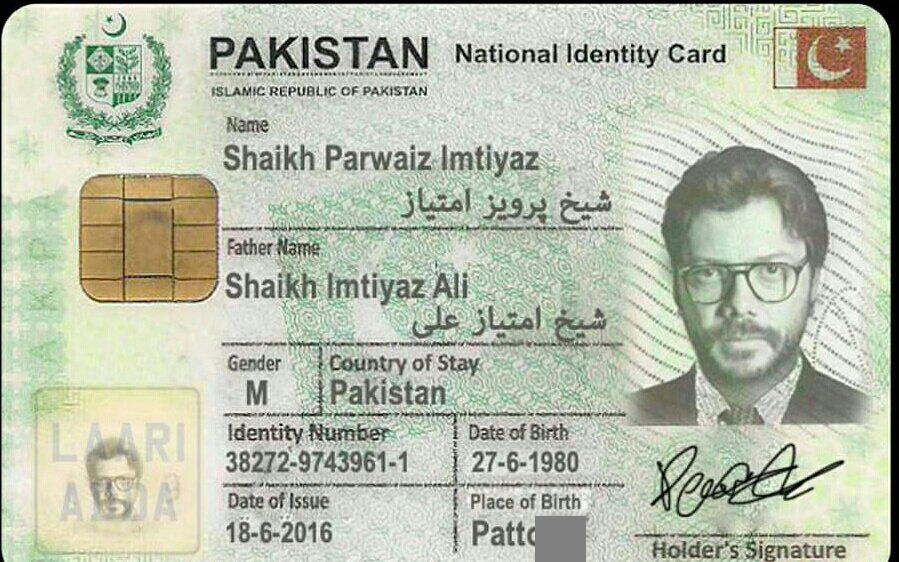 PAKISTAN National Identity Card
ISLAMIC REPUBLIC OF PAKISTAN
Name
Shaikh Parwaiz Imtiyaz
شیخ پرویز امتیاز
Father Name
Shaikh Imtiyaz Ali
شیخ امتیاز علی
Gender Country of Stay
M Pakistan
Identity Number Date of Birth
38272-9743961-1 27-6-1980
Date of Issue Place of Birth
18-6-2016
LAARI
ADDA
Holder's Signature